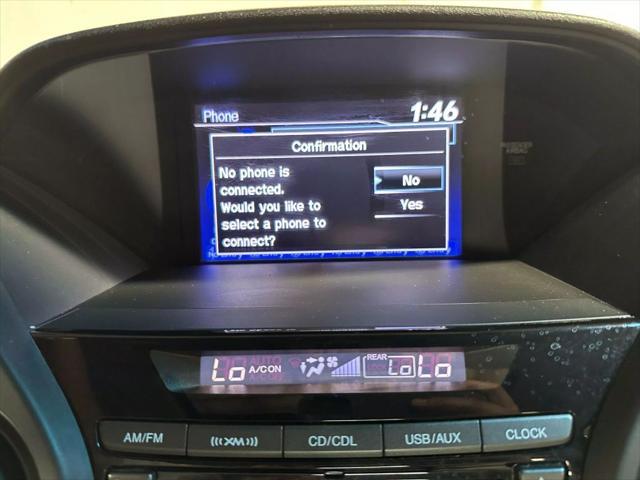 Phone
1:46
Confirmation
No phone is
connected.
Would you like to
select a phone to
connect?
No
Yes
Lo
AUTO
A/CON
REAR
Lo
Lo
AM/FM
XM
CD/CDL
USB/AUX
CLOCK